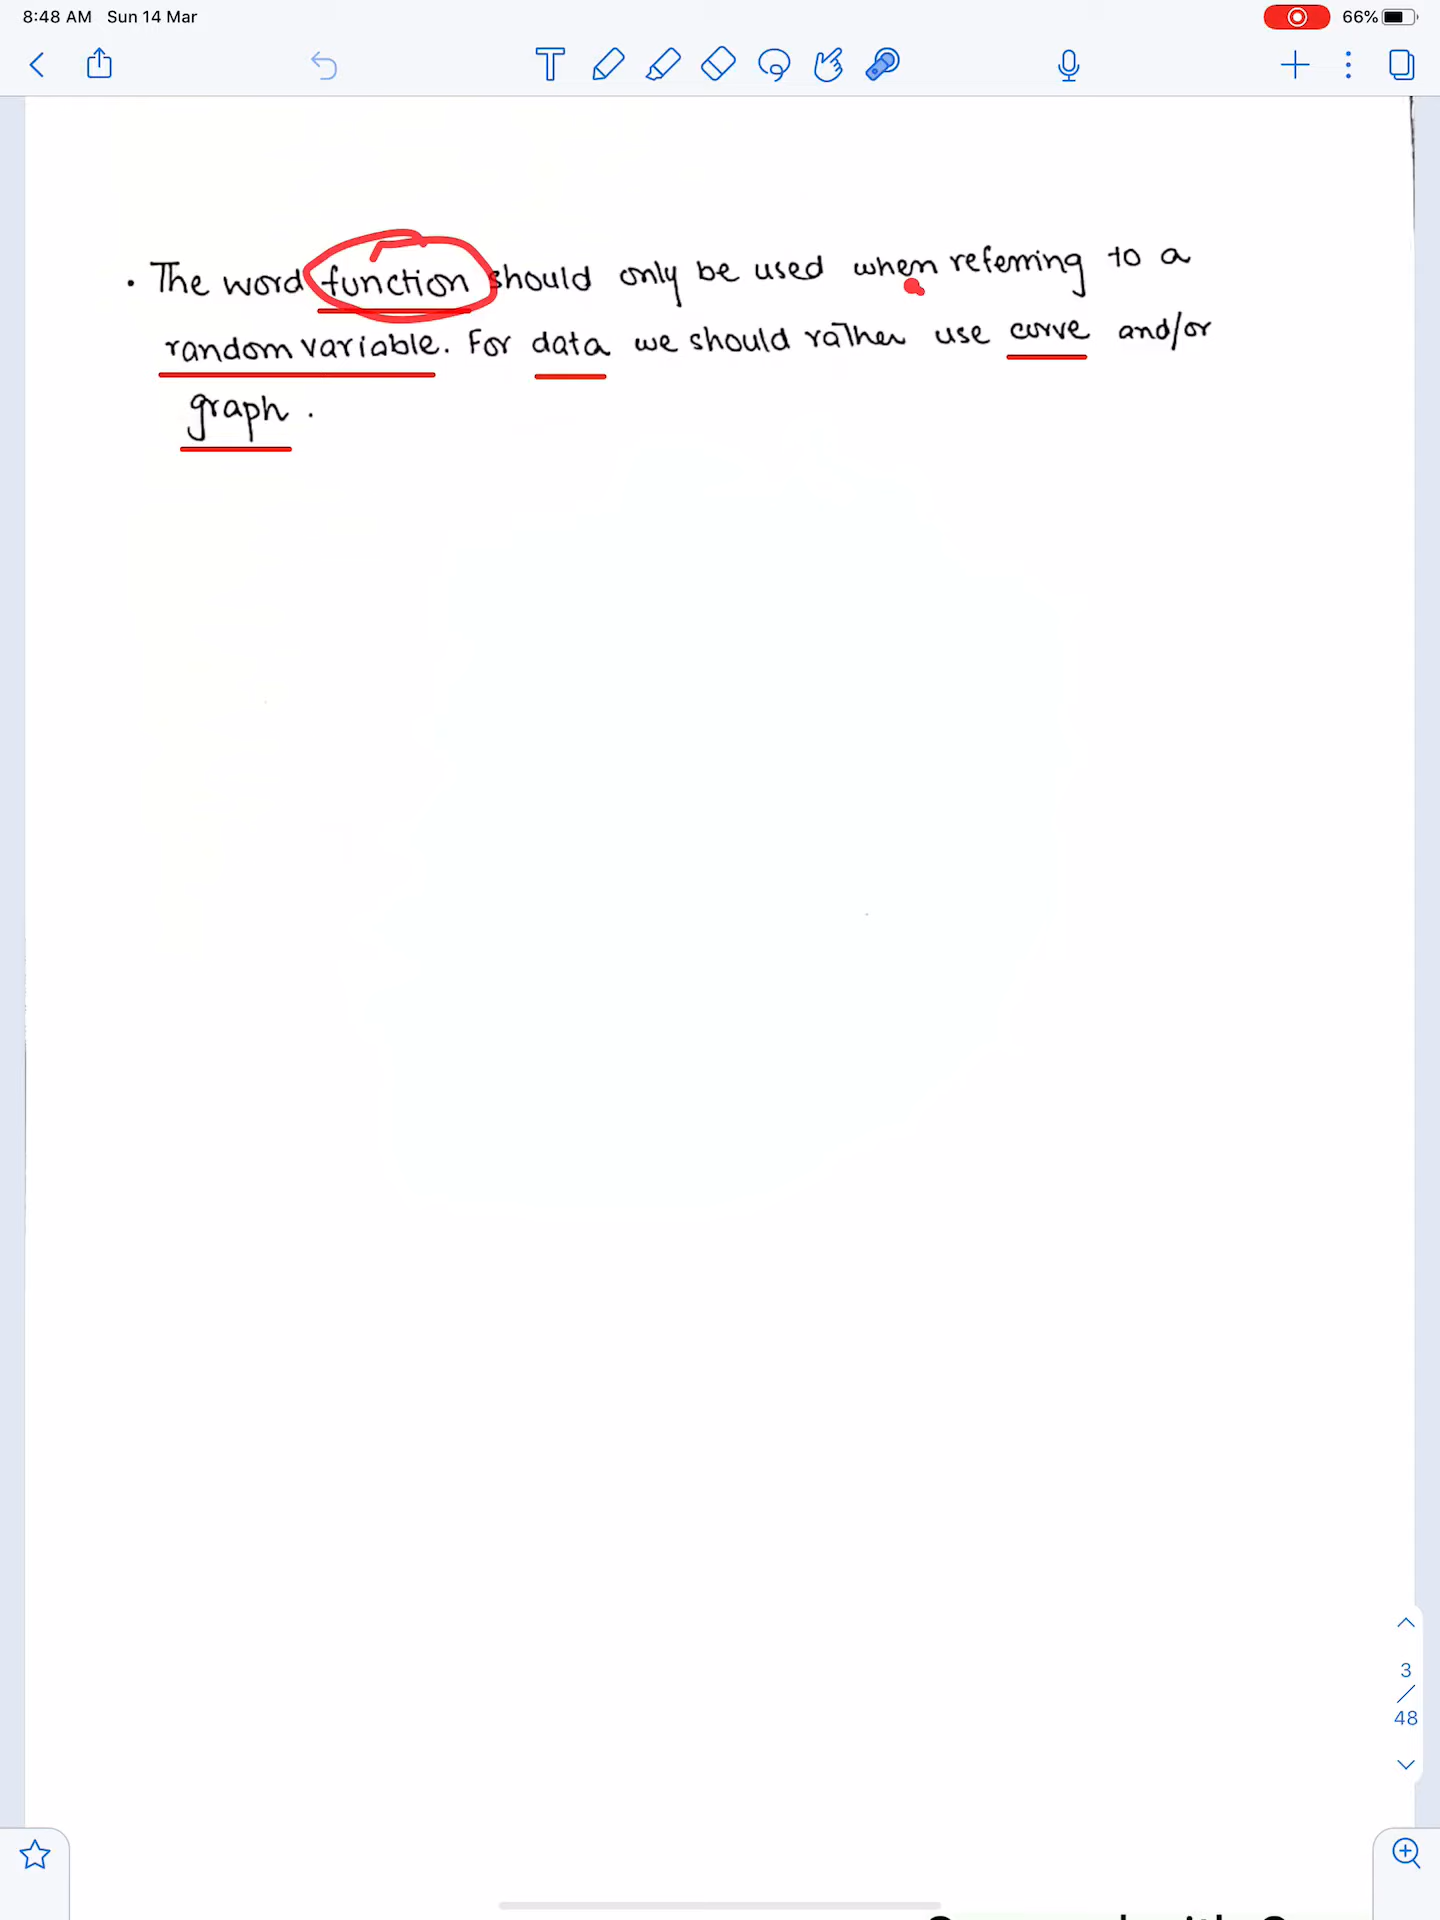 8:48 AM Sun 14 Mar 66%
. The word function should only be used when referring to a
random variable. For data we should rather use curve and/or
graph .
3
/
48